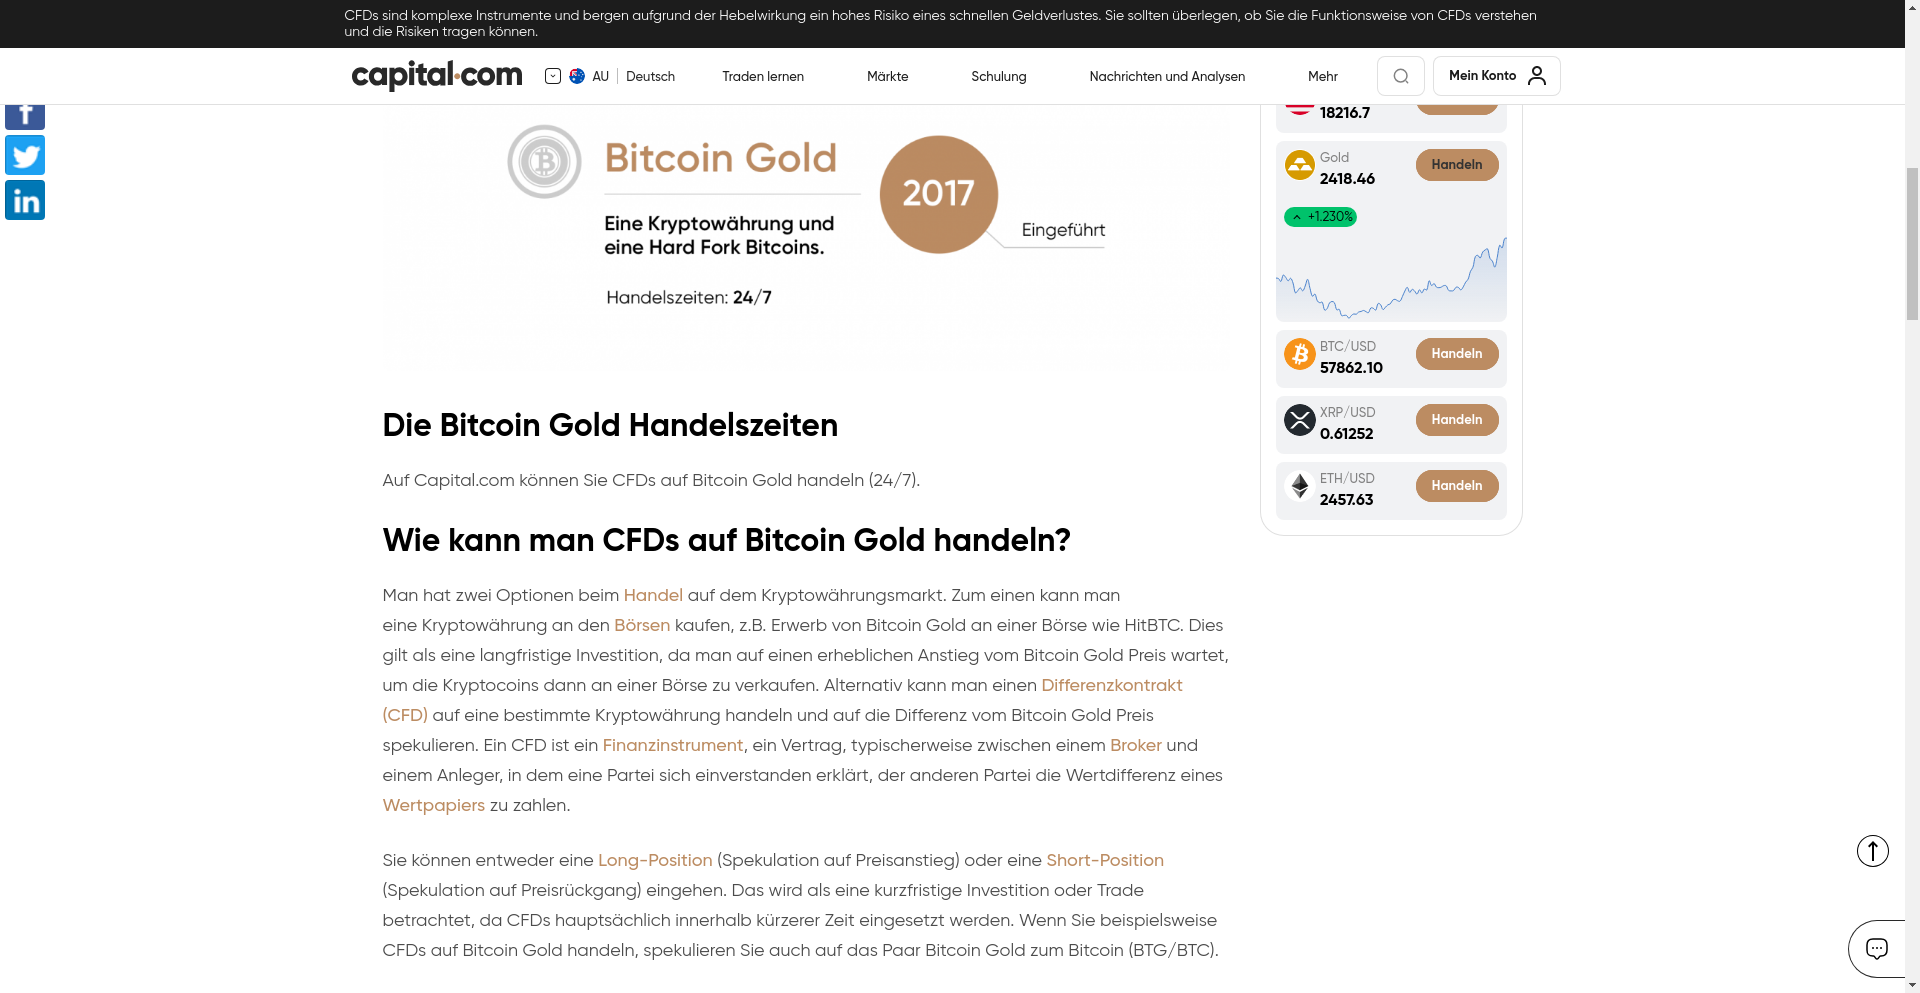 CFDs sind komplexe Instrumente und bergen aufgrund der Hebelwirkung ein hohes Risiko eines schnellen Geldverlustes. Sie sollten überlegen, ob Sie die Funktionsweise von CFDs verstehen
und die Risiken tragen können.
capital.com
AU
Deutsch
Traden lernen
Märkte
Schulung
Nachrichten und Analysen
Mehr
Mein Konto
Bitcoin Gold
Eine Kryptowährung und
eine Hard Fork Bitcoins.
Handelszeiten: 24/7
2017
Eingeführt
Die Bitcoin Gold Handelszeiten
Auf Capital.com können Sie CFDs auf Bitcoin Gold handeln (24/7).
Wie kann man CFDs auf Bitcoin Gold handeln?
Man hat zwei Optionen beim Handel auf dem Kryptowährungsmarkt. Zum einen kann man
eine Kryptowährung an den Börsen kaufen, z.B. Erwerb von Bitcoin Gold an einer Börse wie HitBTC. Dies
gilt als eine langfristige Investition, da man auf einen erheblichen Anstieg vom Bitcoin Gold Preis wartet,
um die Kryptocoins dann an einer Börse zu verkaufen. Alternativ kann man einen Differenzkontrakt
(CFD) auf eine bestimmte Kryptowährung handeln und auf die Differenz vom Bitcoin Gold Preis
spekulieren. Ein CFD ist ein Finanzinstrument, ein Vertrag, typischerweise zwischen einem Broker und
einem Anleger, in dem eine Partei sich einverstanden erklärt, der anderen Partei die Wertdifferenz eines
Wertpapiers zu zahlen.
Sie können entweder eine Long-Position (Spekulation auf Preisanstieg) oder eine Short-Position
(Spekulation auf Preisrückgang) eingehen. Das wird als eine kurzfristige Investition oder Trade
betrachtet, da CFDs hauptsächlich innerhalb kürzerer Zeit eingesetzt werden. Wenn Sie beispielsweise
CFDs auf Bitcoin Gold handeln, spekulieren Sie auch auf das Paar Bitcoin Gold zum Bitcoin (BTG/BTC).
18216.7
Gold
2418.46
Handeln
+1.230%
BTC/USD
57862.10
Handeln
XRP/USD
0.61252
Handeln
ETH/USD
2457.63
Handeln